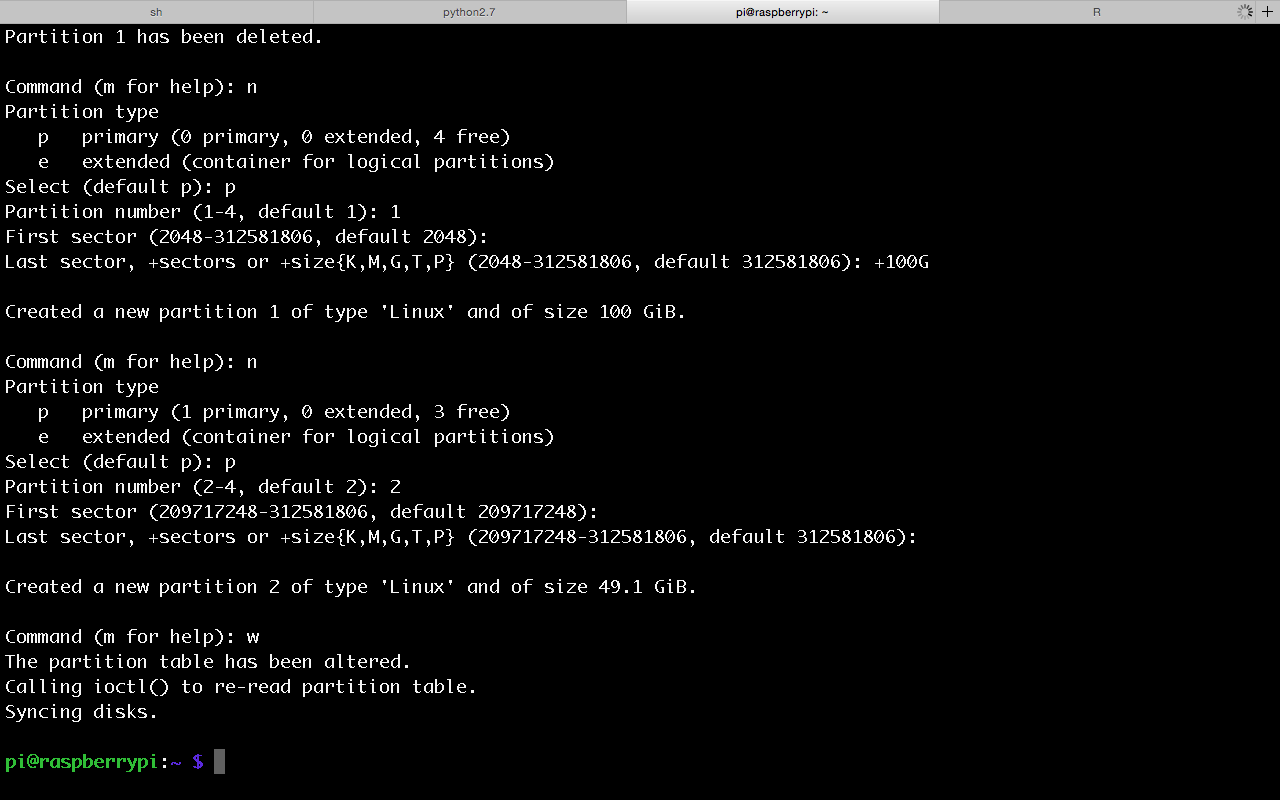 sh python2.7 pi@raspberrypi: ~ R +
Partition 1 has been deleted.
Command (m for help): n
Partition type
   p   primary (0 primary, 0 extended, 4 free)
   e   extended (container for logical partitions)
Select (default p): p
Partition number (1-4, default 1): 1
First sector (2048-312581806, default 2048):
Last sector, +sectors or +size{K,M,G,T,P} (2048-312581806, default 312581806): +100G
Created a new partition 1 of type 'Linux' and of size 100 GiB.
Command (m for help): n
Partition type
   p   primary (1 primary, 0 extended, 3 free)
   e   extended (container for logical partitions)
Select (default p): p
Partition number (2-4, default 2): 2
First sector (209717248-312581806, default 209717248):
Last sector, +sectors or +size{K,M,G,T,P} (209717248-312581806, default 312581806):
Created a new partition 2 of type 'Linux' and of size 49.1 GiB.
Command (m for help): w
The partition table has been altered.
Calling ioctl() to re-read partition table.
Syncing disks.
pi@raspberrypi:~ $